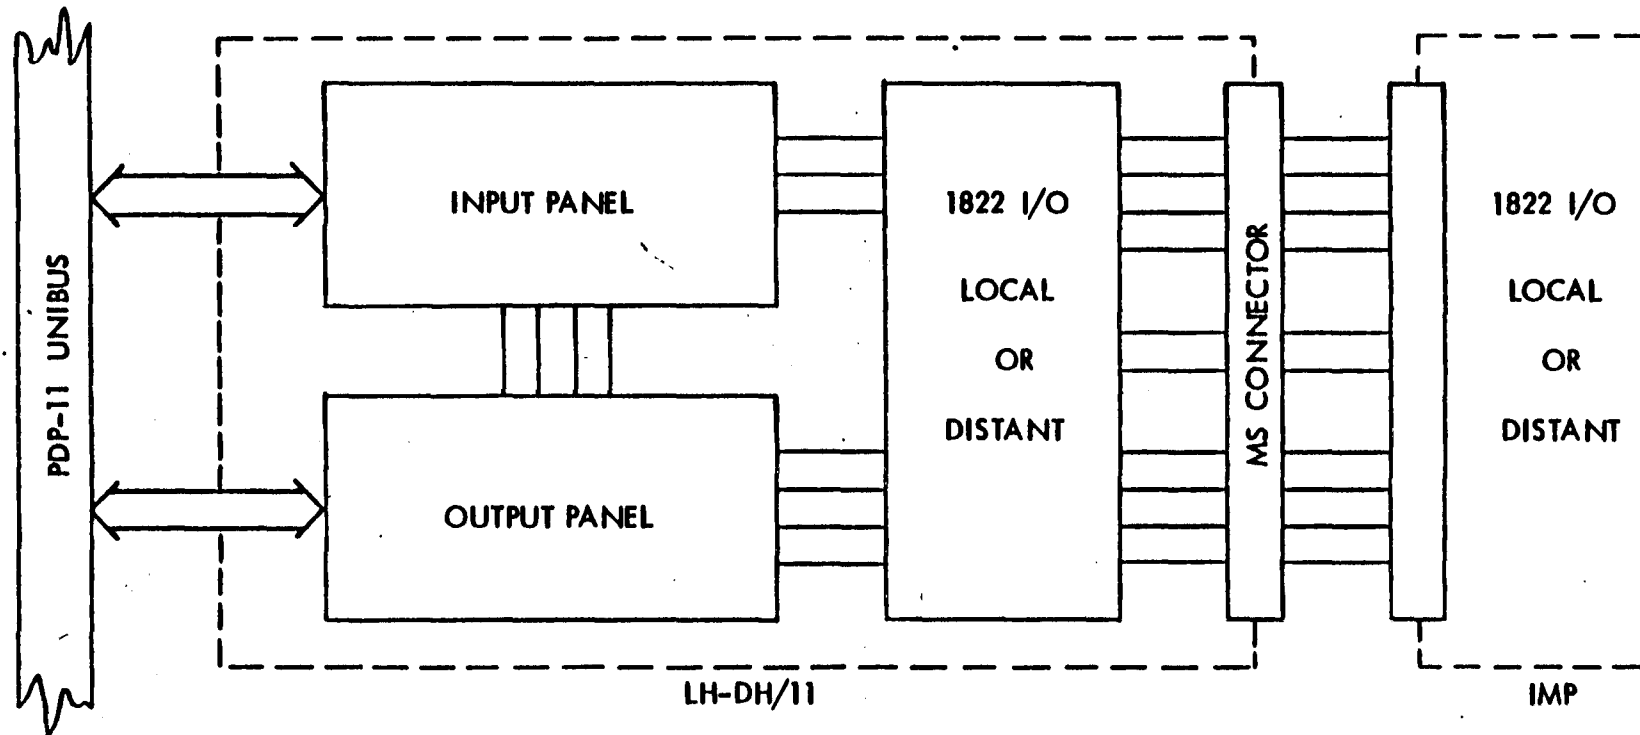 PDP-11 UNIBUS
INPUT PANEL
OUTPUT PANEL
1822 I/O
LOCAL
OR
DISTANT
MS CONNECTOR
1822 I/O
LOCAL
OR
DISTANT
LH-DH/11
IMP